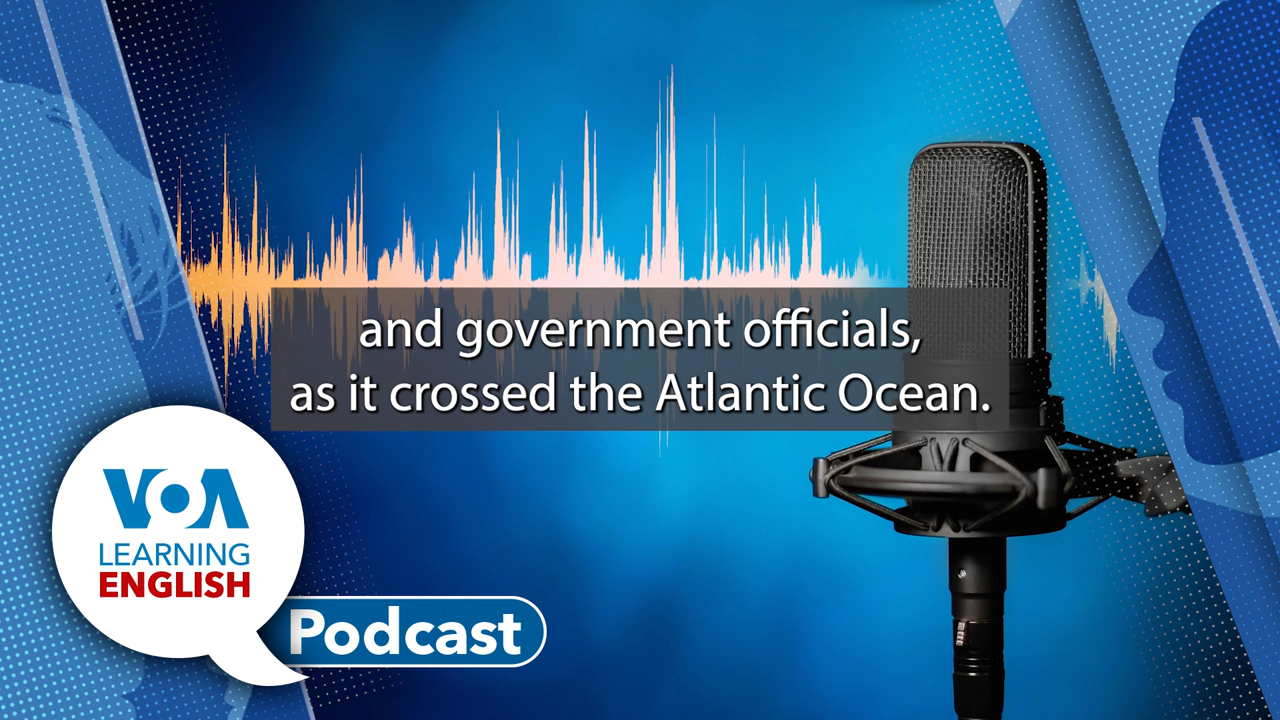 and government officials,
as it crossed the Atlantic Ocean.
VOA
LEARNING
ENGLISH
Podcast